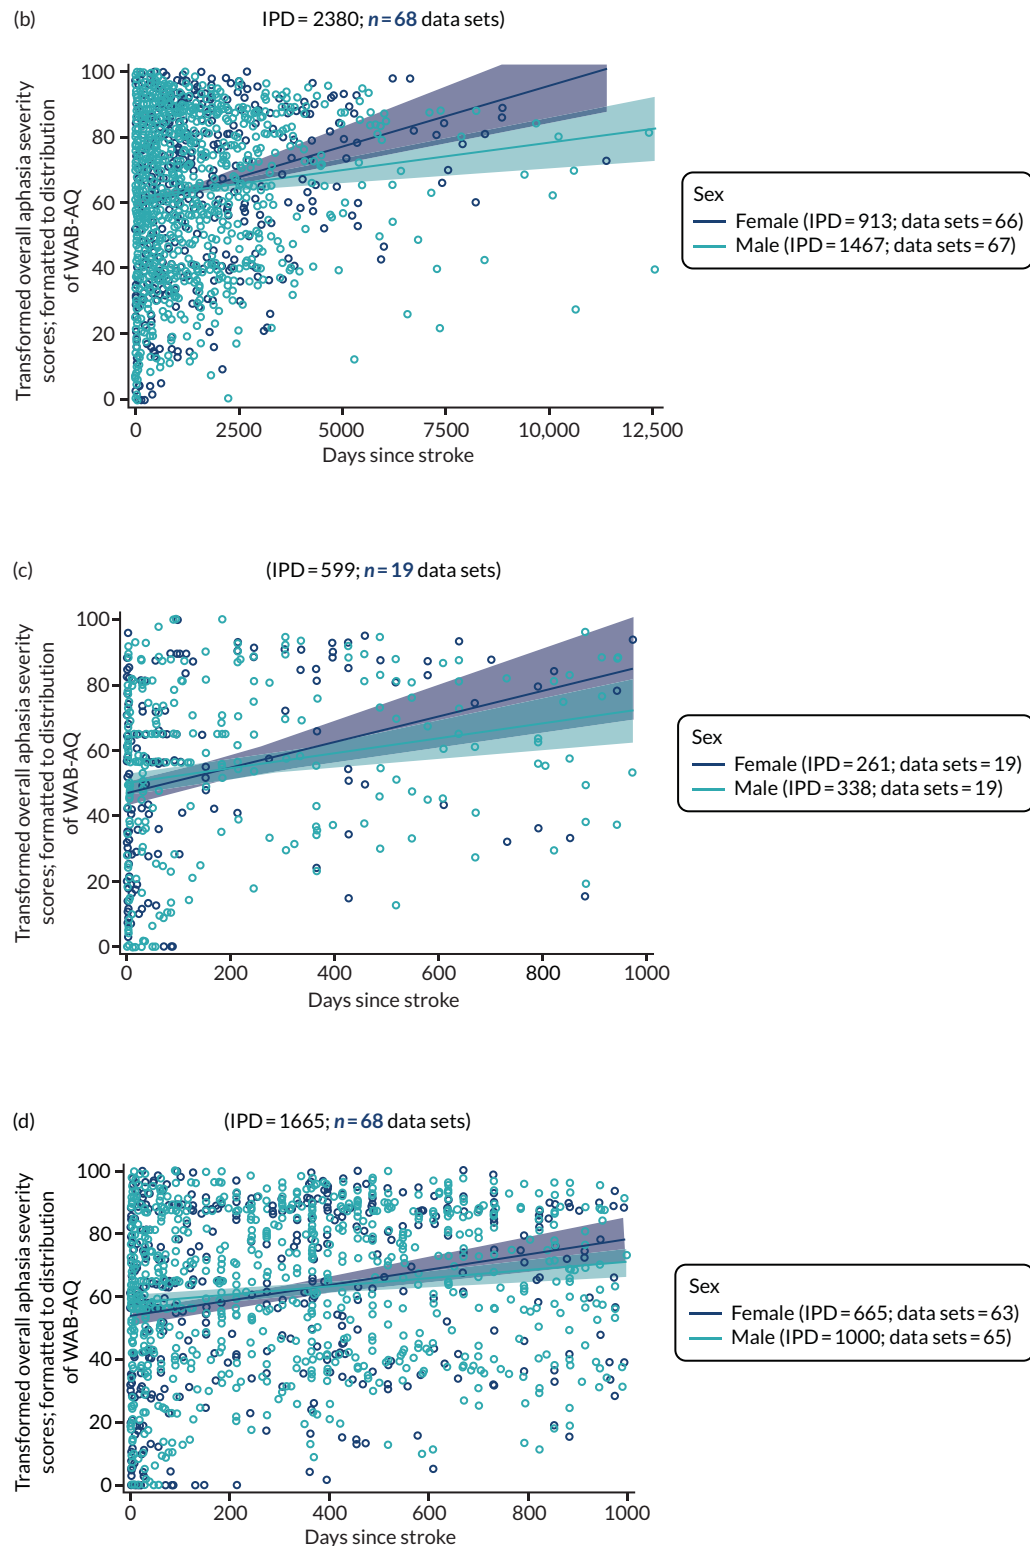 (b)
IPD = 2380; n = 68 data sets)
Transformed overall aphasia severity
scores; formatted to distribution
of WAB-AQ
100
80
60
40
20
0
0 2500 5000 7500 10,000 12,500
Days since stroke
Sex
Female (IPD = 913; data sets = 66)
Male (IPD = 1467; data sets = 67)
(c)
(IPD = 599; n = 19 data sets)
Transformed overall aphasia severity
scores; formatted to distribution
of WAB-AQ
100
80
60
40
20
0
0 200 400 600 800 1000
Days since stroke
Sex
Female (IPD = 261; data sets = 19)
Male (IPD = 338; data sets = 19)
(d)
(IPD = 1665; n = 68 data sets)
Transformed overall aphasia severity
scores; formatted to distribution
of WAB-AQ
100
80
60
40
20
0
0 200 400 600 800 1000
Days since stroke
Sex
Female (IPD = 665; data sets = 63)
Male (IPD = 1000; data sets = 65)